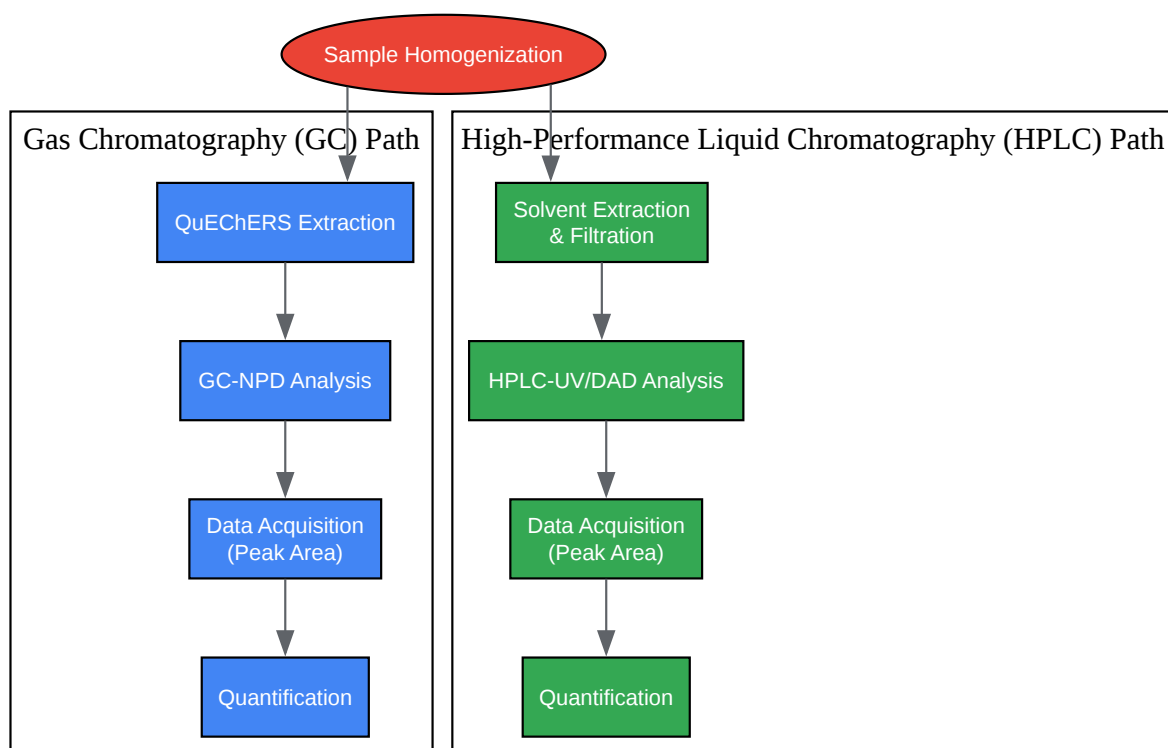 Sample Homogenization
Gas Chromatography (GC) Path
QuEChERS Extraction
GC-NPD Analysis
Data Acquisition
(Peak Area)
Quantification
High-Performance Liquid Chromatography (HPLC) Path
Solvent Extraction
& Filtration
HPLC-UV/DAD Analysis
Data Acquisition
(Peak Area)
Quantification